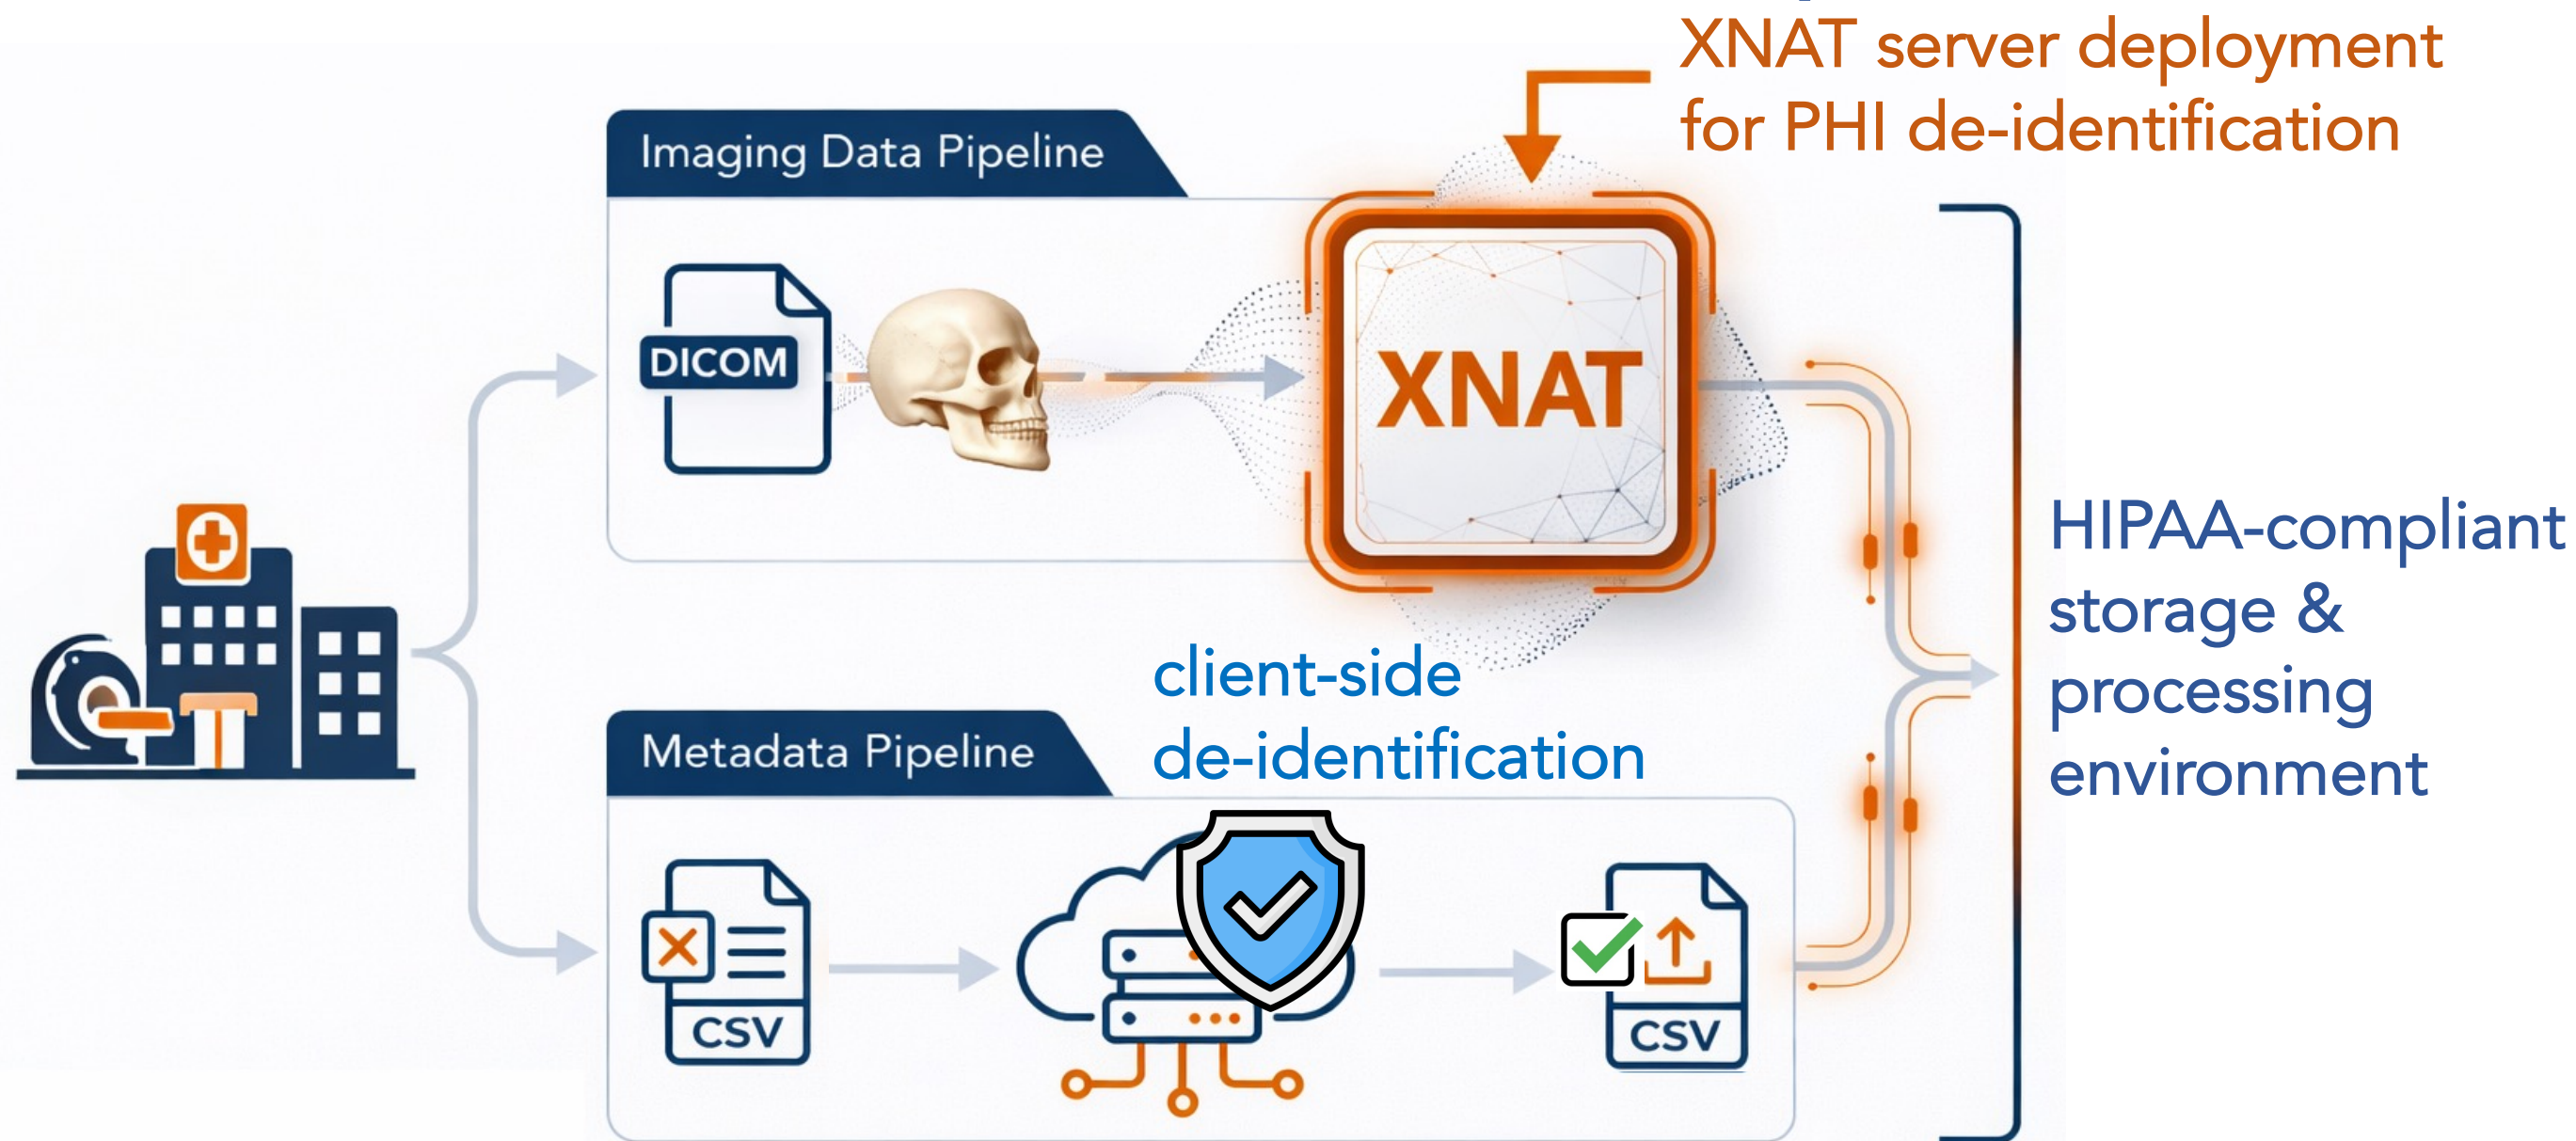 XNAT server deployment
for PHI de-identification
Imaging Data Pipeline
DICOM
XNAT
HIPAA-compliant
storage &
processing
environment
client-side
de-identification
Metadata Pipeline
CSV
CSV